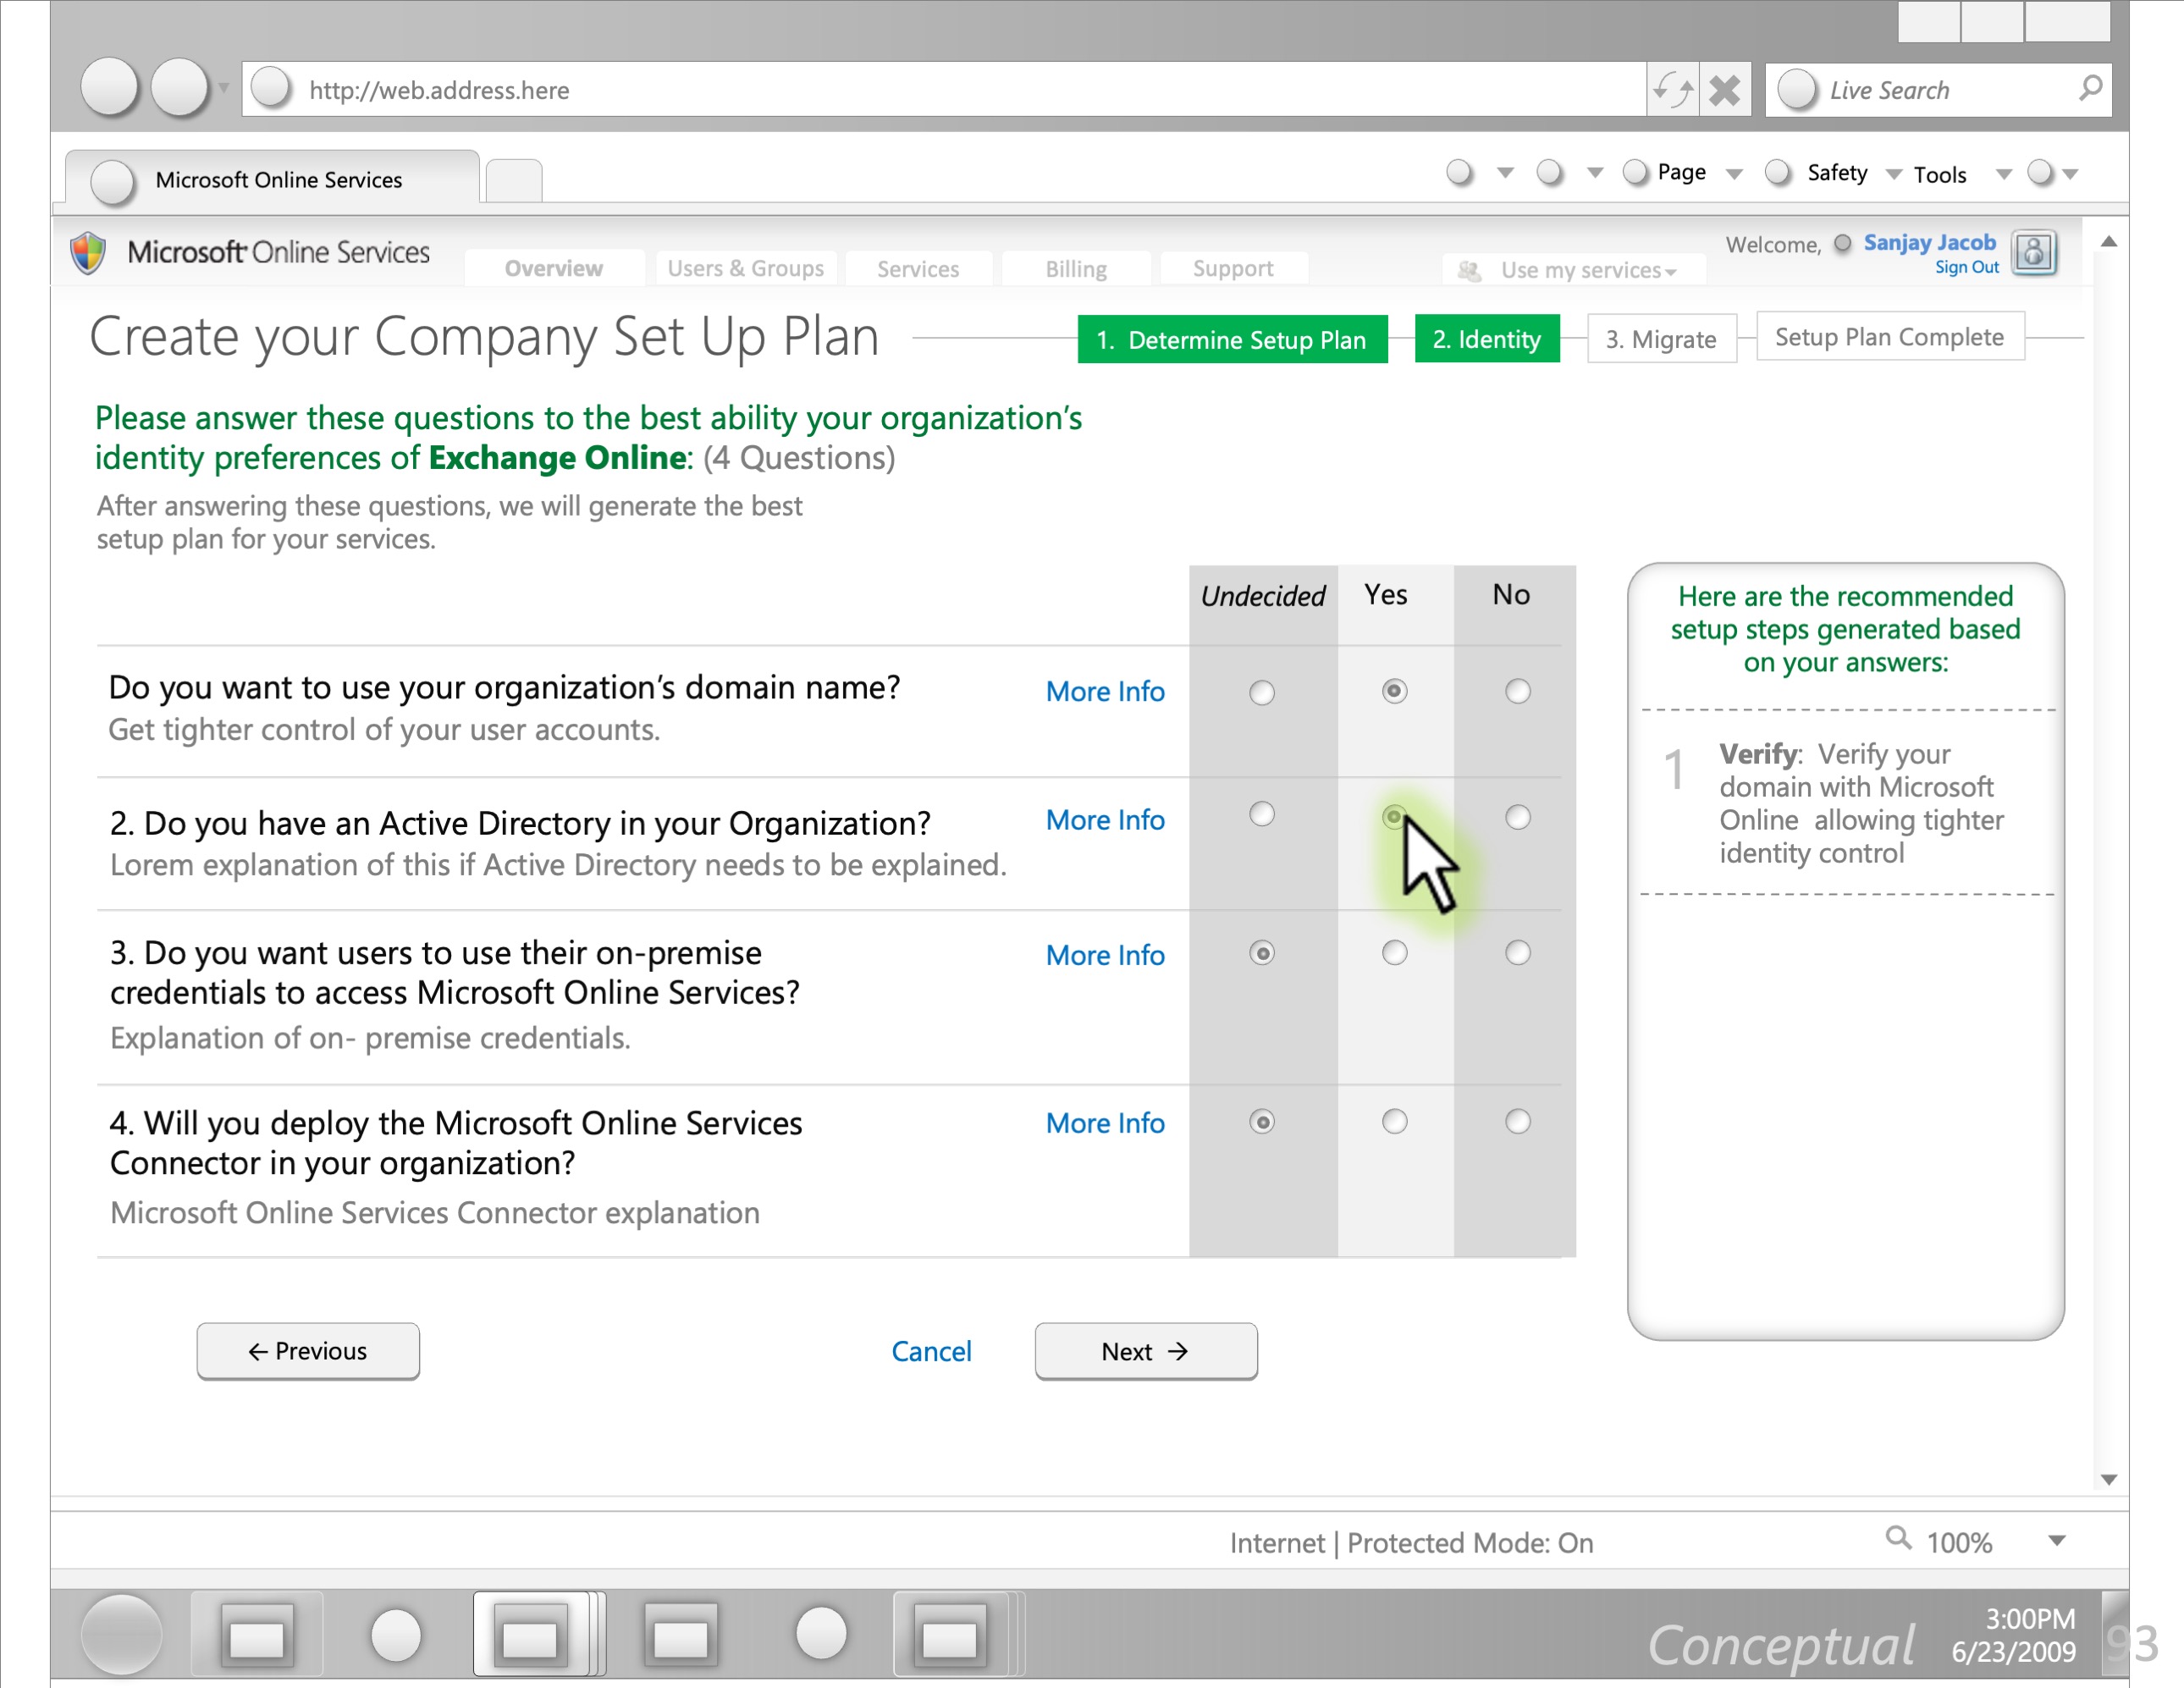 http://web.address.here
Live Search
Microsoft Online Services
Page
Safety
Tools
Microsoft Online Services
Overview
Users & Groups
Services
Billing
Support
Use my services
Welcome,
Sanjay Jacob
Sign Out
Create your Company Set Up Plan
1. Determine Setup Plan
2. Identity
3. Migrate
Setup Plan Complete
Please answer these questions to the best ability your organization's
identity preferences of Exchange Online: (4 Questions)
After answering these questions, we will generate the best
setup plan for your services.
Undecided
Yes
No
Do you want to use your organization's domain name?
More Info
Get tighter control of your user accounts.
2. Do you have an Active Directory in your Organization?
More Info
Lorem explanation of this if Active Directory needs to be explained.
3. Do you want users to use their on-premise
credentials to access Microsoft Online Services?
More Info
Explanation of on- premise credentials.
4. Will you deploy the Microsoft Online Services
Connector in your organization?
More Info
Microsoft Online Services Connector explanation
Here are the recommended
setup steps generated based
on your answers:
1
Verify: Verify your
domain with Microsoft
Online allowing tighter
identity control
← Previous
Cancel
Next →
Internet | Protected Mode: On
100%
Conceptual
3:00PM
6/23/2009
93